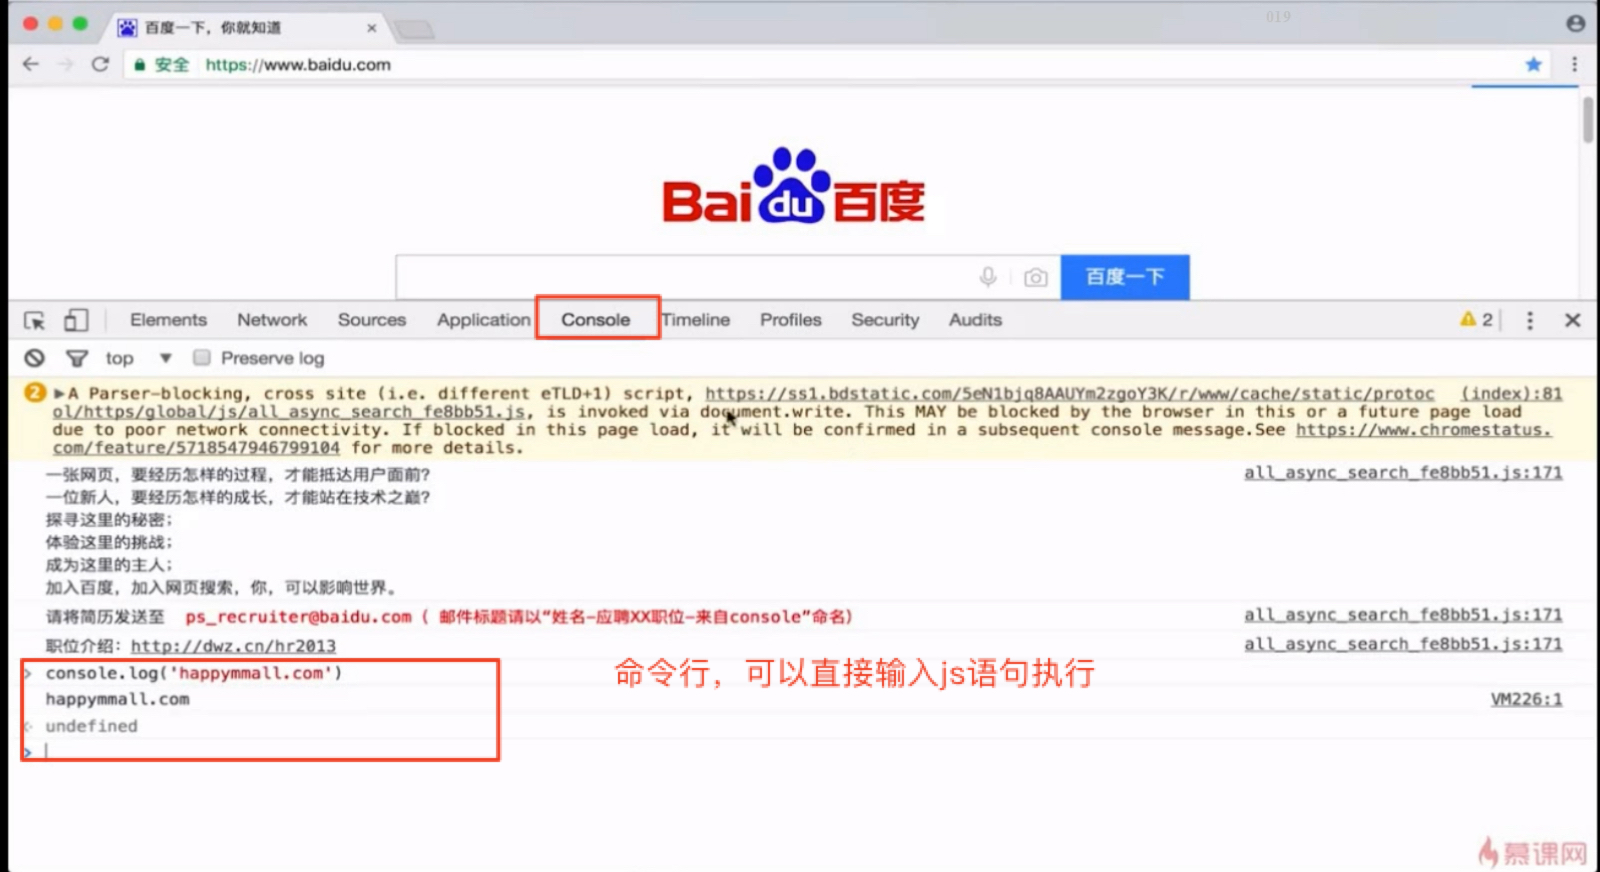 019
百度一下，你就知道
安全 https://www.baidu.com
Bai du 百度
百度一下
Elements Network Sources Application Console Timeline Profiles Security Audits 2
top Preserve log
2 A Parser-blocking, cross site (i.e. different eTLD+1) script, https://ss1.bdstatic.com/5eN1bjq8AAUYm2zgoY3K/r/www/cache/static/protoc (index):81
ol/https/global/js/all_async_search_fe8bb51.js, is invoked via document.write. This MAY be blocked by the browser in this or a future page load
due to poor network connectivity. If blocked in this page load, it will be confirmed in a subsequent console message.See https://www.chromestatus.
com/feature/5718547946799104 for more details.
一张网页，要经历怎样的过程，才能抵达用户面前？ all_async_search_fe8bb51.js:171
一位新人，要经历怎样的成长，才能站在技术之巅？
探寻这里的秘密；
体验这里的挑战；
成为这里的主人；
加入百度，加入网页搜索，你，可以影响世界。
请将简历发送至 ps_recruiter@baidu.com（ 邮件标题请以“姓名-应聘XX职位-来自console”命名） all_async_search_fe8bb51.js:171
职位介绍：http://dwz.cn/hr2013 all_async_search_fe8bb51.js:171
> console.log('happymmall.com')
命令行，可以直接输入js语句执行
happymmall.com VM226:1
undefined
>
慕课网